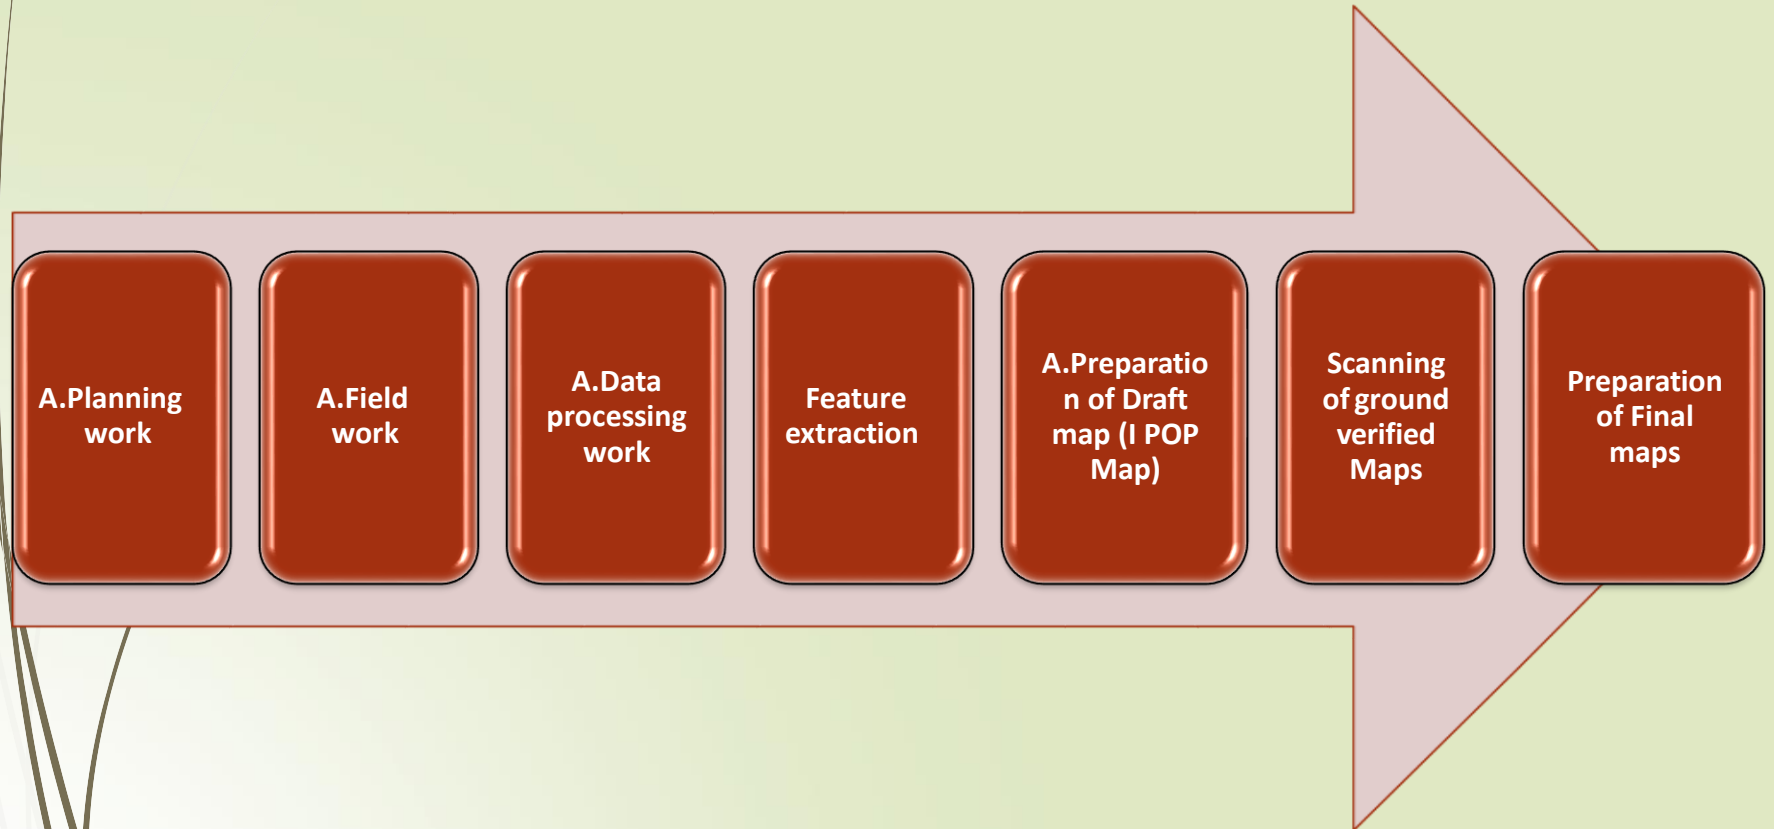 A.Planning
work
A.Field
work
A.Data
processing
work
Feature
extraction
A.Preparatio
n of Draft
map (I POP
Map)
Scanning
of ground
verified
Maps
Preparation
of Final
maps